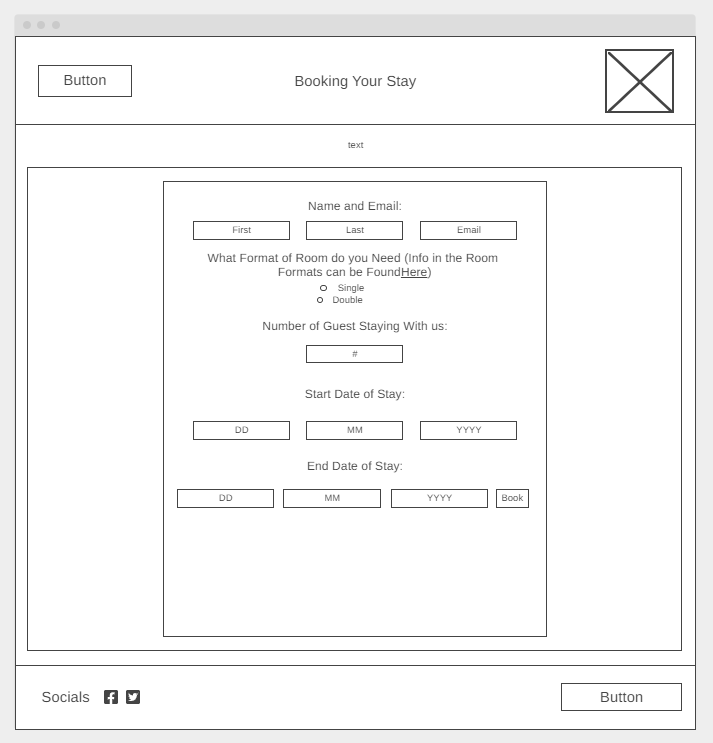 Button
Booking Your Stay
text
Name and Email:
First Last Email
What Format of Room do you Need (Info in the Room
Formats can be FoundHere)
Single
Double
Number of Guest Staying With us:
#
Start Date of Stay:
DD MM YYYY
End Date of Stay:
DD MM YYYY Book
Socials
Button